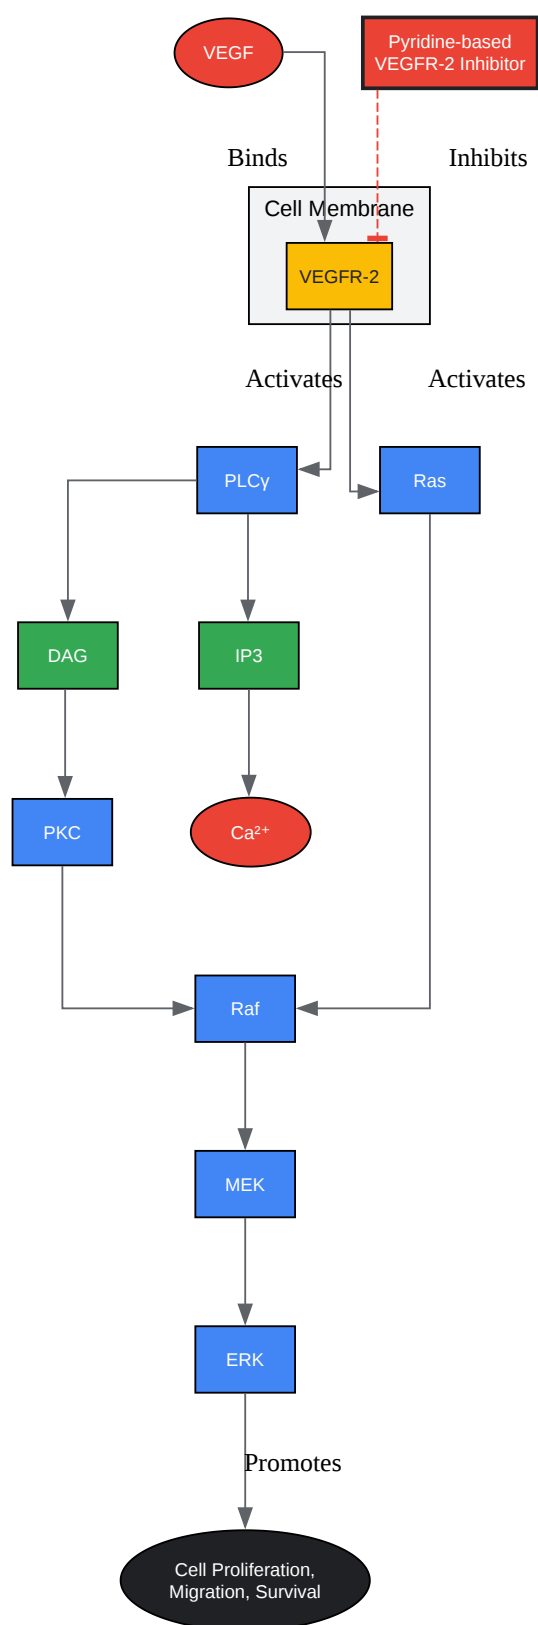 VEGF
Pyridine-based
VEGFR-2 Inhibitor
Binds
Inhibits
Cell Membrane
VEGFR-2
Activates
Activates
PLCγ
Ras
DAG
IP3
PKC
Ca²⁺
Raf
MEK
ERK
Promotes
Cell Proliferation,
Migration, Survival